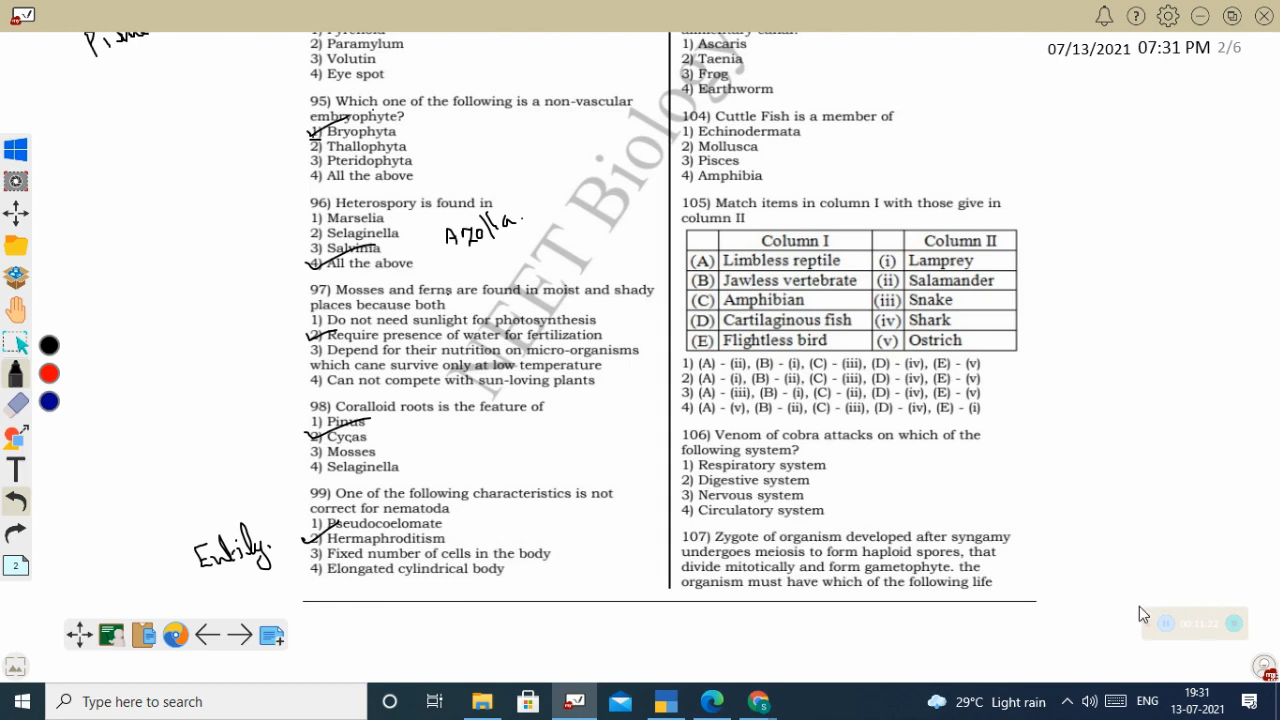 07/13/2021 07:31 PM 2/6
2) Paramylum
3) Volutin
4) Eye spot
95) Which one of the following is a non-vascular
embryophyte?
1) Bryophyta
2) Thallophyta
3) Pteridophyta
4) All the above
96) Heterospory is found in
1) Marselia
2) Selaginella
3) Salvinia
4) All the above
Azolla.
97) Mosses and ferns are found in moist and shady
places because both
1) Do not need sunlight for photosynthesis
2) Require presence of water for fertilization
3) Depend for their nutrition on micro-organisms
which cane survive only at low temperature
4) Can not compete with sun-loving plants
98) Coralloid roots is the feature of
1) Pinus
2) Cycas
3) Mosses
4) Selaginella
99) One of the following characteristics is not
correct for nematoda
1) Pseudocoelomate
2) Hermaphroditism
3) Fixed number of cells in the body
4) Elongated cylindrical body
1) Ascaris
2) Taenia
3) Frog
4) Earthworm
104) Cuttle Fish is a member of
1) Echinodermata
2) Mollusca
3) Pisces
4) Amphibia
105) Match items in column I with those give in
column II
Column I Column II
(A) Limbless reptile (i) Lamprey
(B) Jawless vertebrate (ii) Salamander
(C) Amphibian (iii) Snake
(D) Cartilaginous fish (iv) Shark
(E) Flightless bird (v) Ostrich
1) (A) - (ii), (B) - (i), (C) - (iii), (D) - (iv), (E) - (v)
2) (A) - (i), (B) - (ii), (C) - (iii), (D) - (iv), (E) - (v)
3) (A) - (iii), (B) - (i), (C) - (ii), (D) - (iv), (E) - (v)
4) (A) - (v), (B) - (ii), (C) - (iii), (D) - (iv), (E) - (i)
106) Venom of cobra attacks on which of the
following system?
1) Respiratory system
2) Digestive system
3) Nervous system
4) Circulatory system
107) Zygote of organism developed after syngamy
undergoes meiosis to form haploid spores, that
divide mitotically and form gametophyte. the
organism must have which of the following life
NEET Biology
2
Type here to search
29°C Light rain
ENG
19:31
13-07-2021